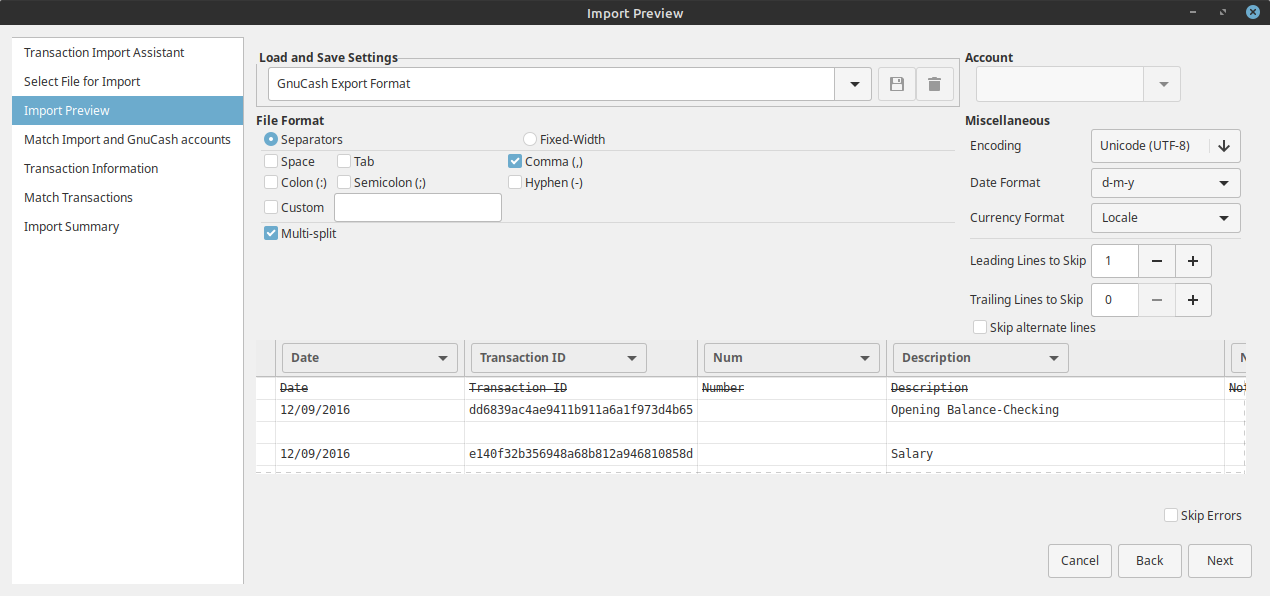 Import Preview
Transaction Import Assistant
Select File for Import
Import Preview
Match Import and GnuCash accounts
Transaction Information
Match Transactions
Import Summary
Load and Save Settings
GnuCash Export Format
Account
File Format
Separators
Fixed-Width
Space
Tab
Comma (,)
Colon (:)
Semicolon (;)
Hyphen (-)
Custom
Multi-split
Miscellaneous
Encoding
Unicode (UTF-8)
Date Format
d-m-y
Currency Format
Locale
Leading Lines to Skip
1
Trailing Lines to Skip
0
Skip alternate lines
Date
Transaction ID
Num
Description
N
Date
Transaction ID
Number
Description
Not
12/09/2016
dd6839ac4ae9411b911a6a1f973d4b65
Opening Balance-Checking
12/09/2016
e140f32b356948a68b812a946810858d
Salary
Skip Errors
Cancel
Back
Next